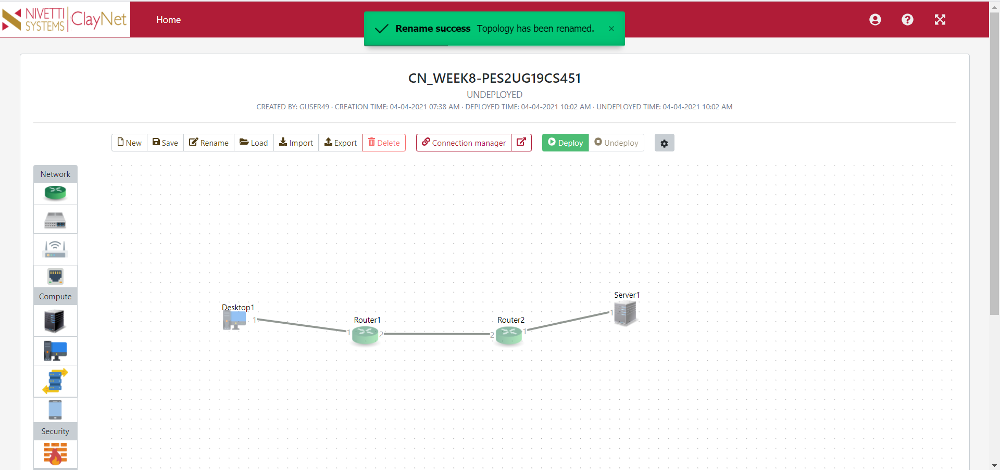 NIVETTI
SYSTEMS
ClayNet
Home
Rename success Topology has been renamed. ×
CN_WEEK8-PES2UG19CS451
UNDEPLOYED
CREATED BY: GUSER49 · CREATION TIME: 04-04-2021 07:38 AM · DEPLOYED TIME: 04-04-2021 10:02 AM · UNDEPLOYED TIME: 04-04-2021 10:02 AM
New Save Rename Load Import Export Delete Connection manager Deploy Undeploy
Network
Compute
Security
Server1
Desktop1
Router1
Router2
1 1 2 2 1 1